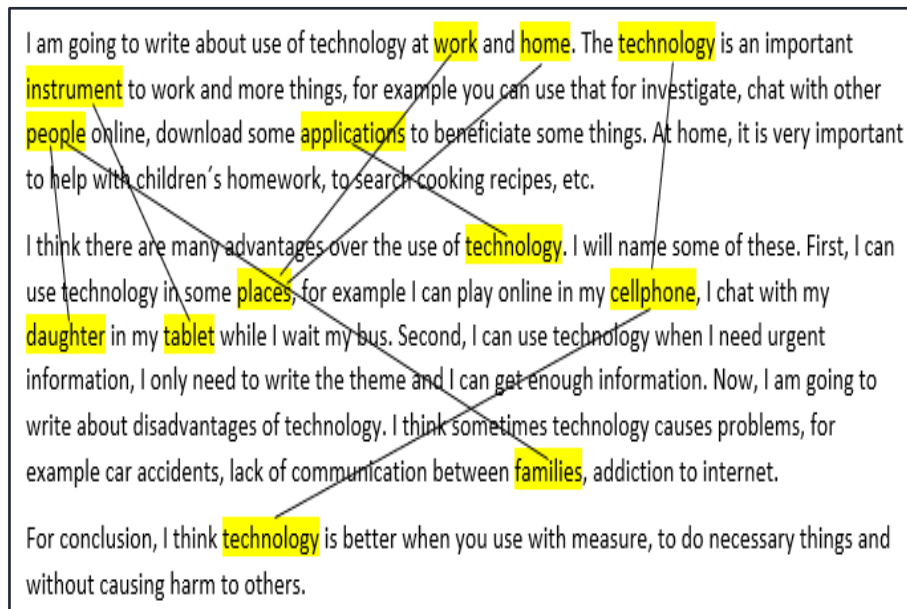 I am going to write about use of technology at work and home. The technology is an important
instrument to work and more things, for example you can use that for investigate, chat with other
people online, download some applications to beneficiate some things. At home, it is very important
to help with children´s homework, to search cooking recipes, etc.
I think there are many advantages over the use of technology. I will name some of these. First, I can
use technology in some places, for example I can play online in my cellphone, I chat with my
daughter in my tablet while I wait my bus. Second, I can use technology when I need urgent
information, I only need to write the theme and I can get enough information. Now, I am going to
write about disadvantages of technology. I think sometimes technology causes problems, for
example car accidents, lack of communication between families, addiction to internet.
For conclusion, I think technology is better when you use with measure, to do necessary things and
without causing harm to others.